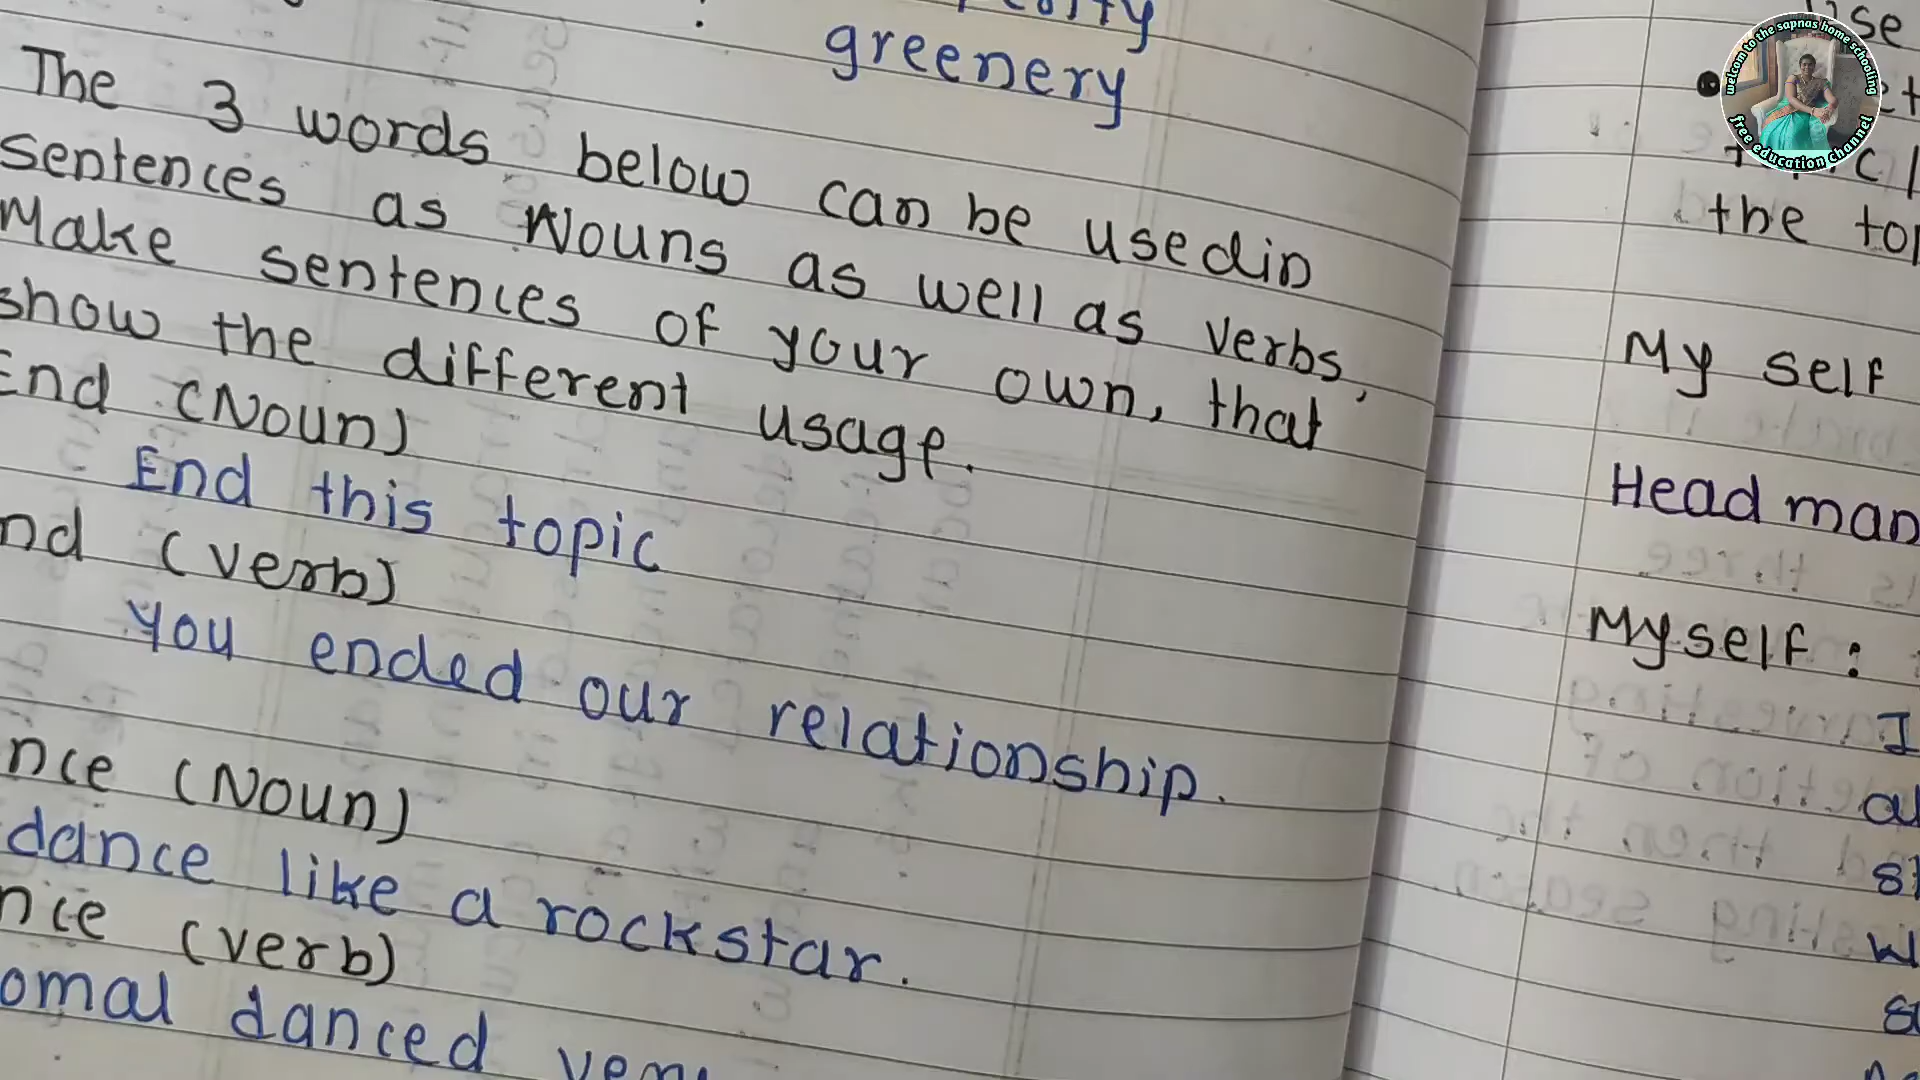 greenery
The 3 words below can be usedin
sentences as Nouns as well as verbs,
Make sentences of your own, that
show the different usage.
End (Noun)
End this topic
nd (verb)
You ended our relationship.
nce (Noun)
dance like a rockstar.
nce (verb)
omal danced
the
My self
Head man
Myself :
I
welcom to the sapnas home schooling
free education channel